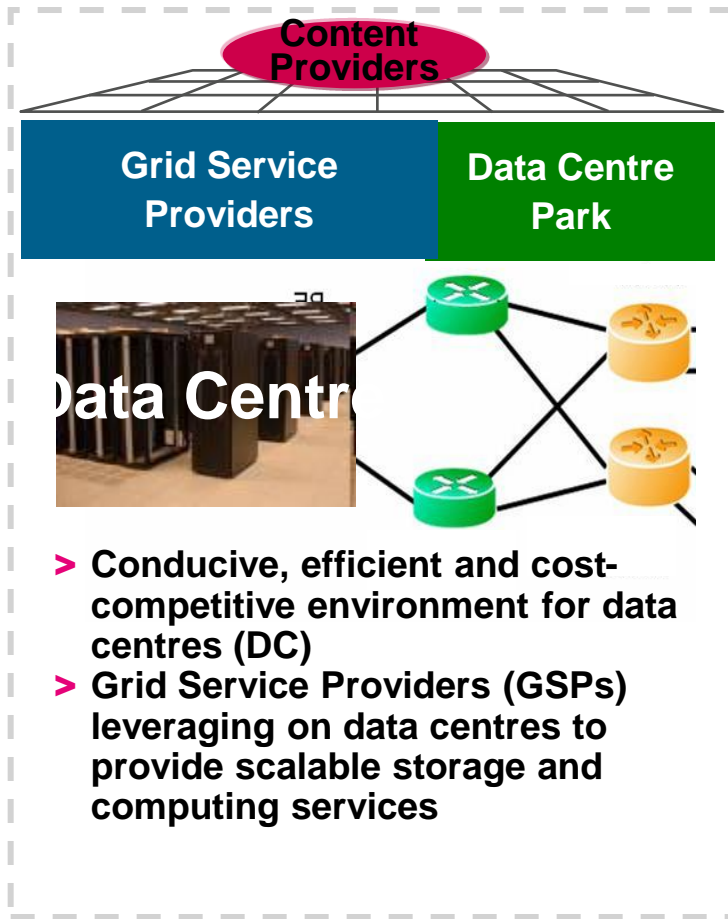 Content
Providers
Grid Service
Providers
Data Centre
Park
Data Centre
> Conducive, efficient and cost-
competitive environment for data
centres (DC)
> Grid Service Providers (GSPs)
leveraging on data centres to
provide scalable storage and
computing services